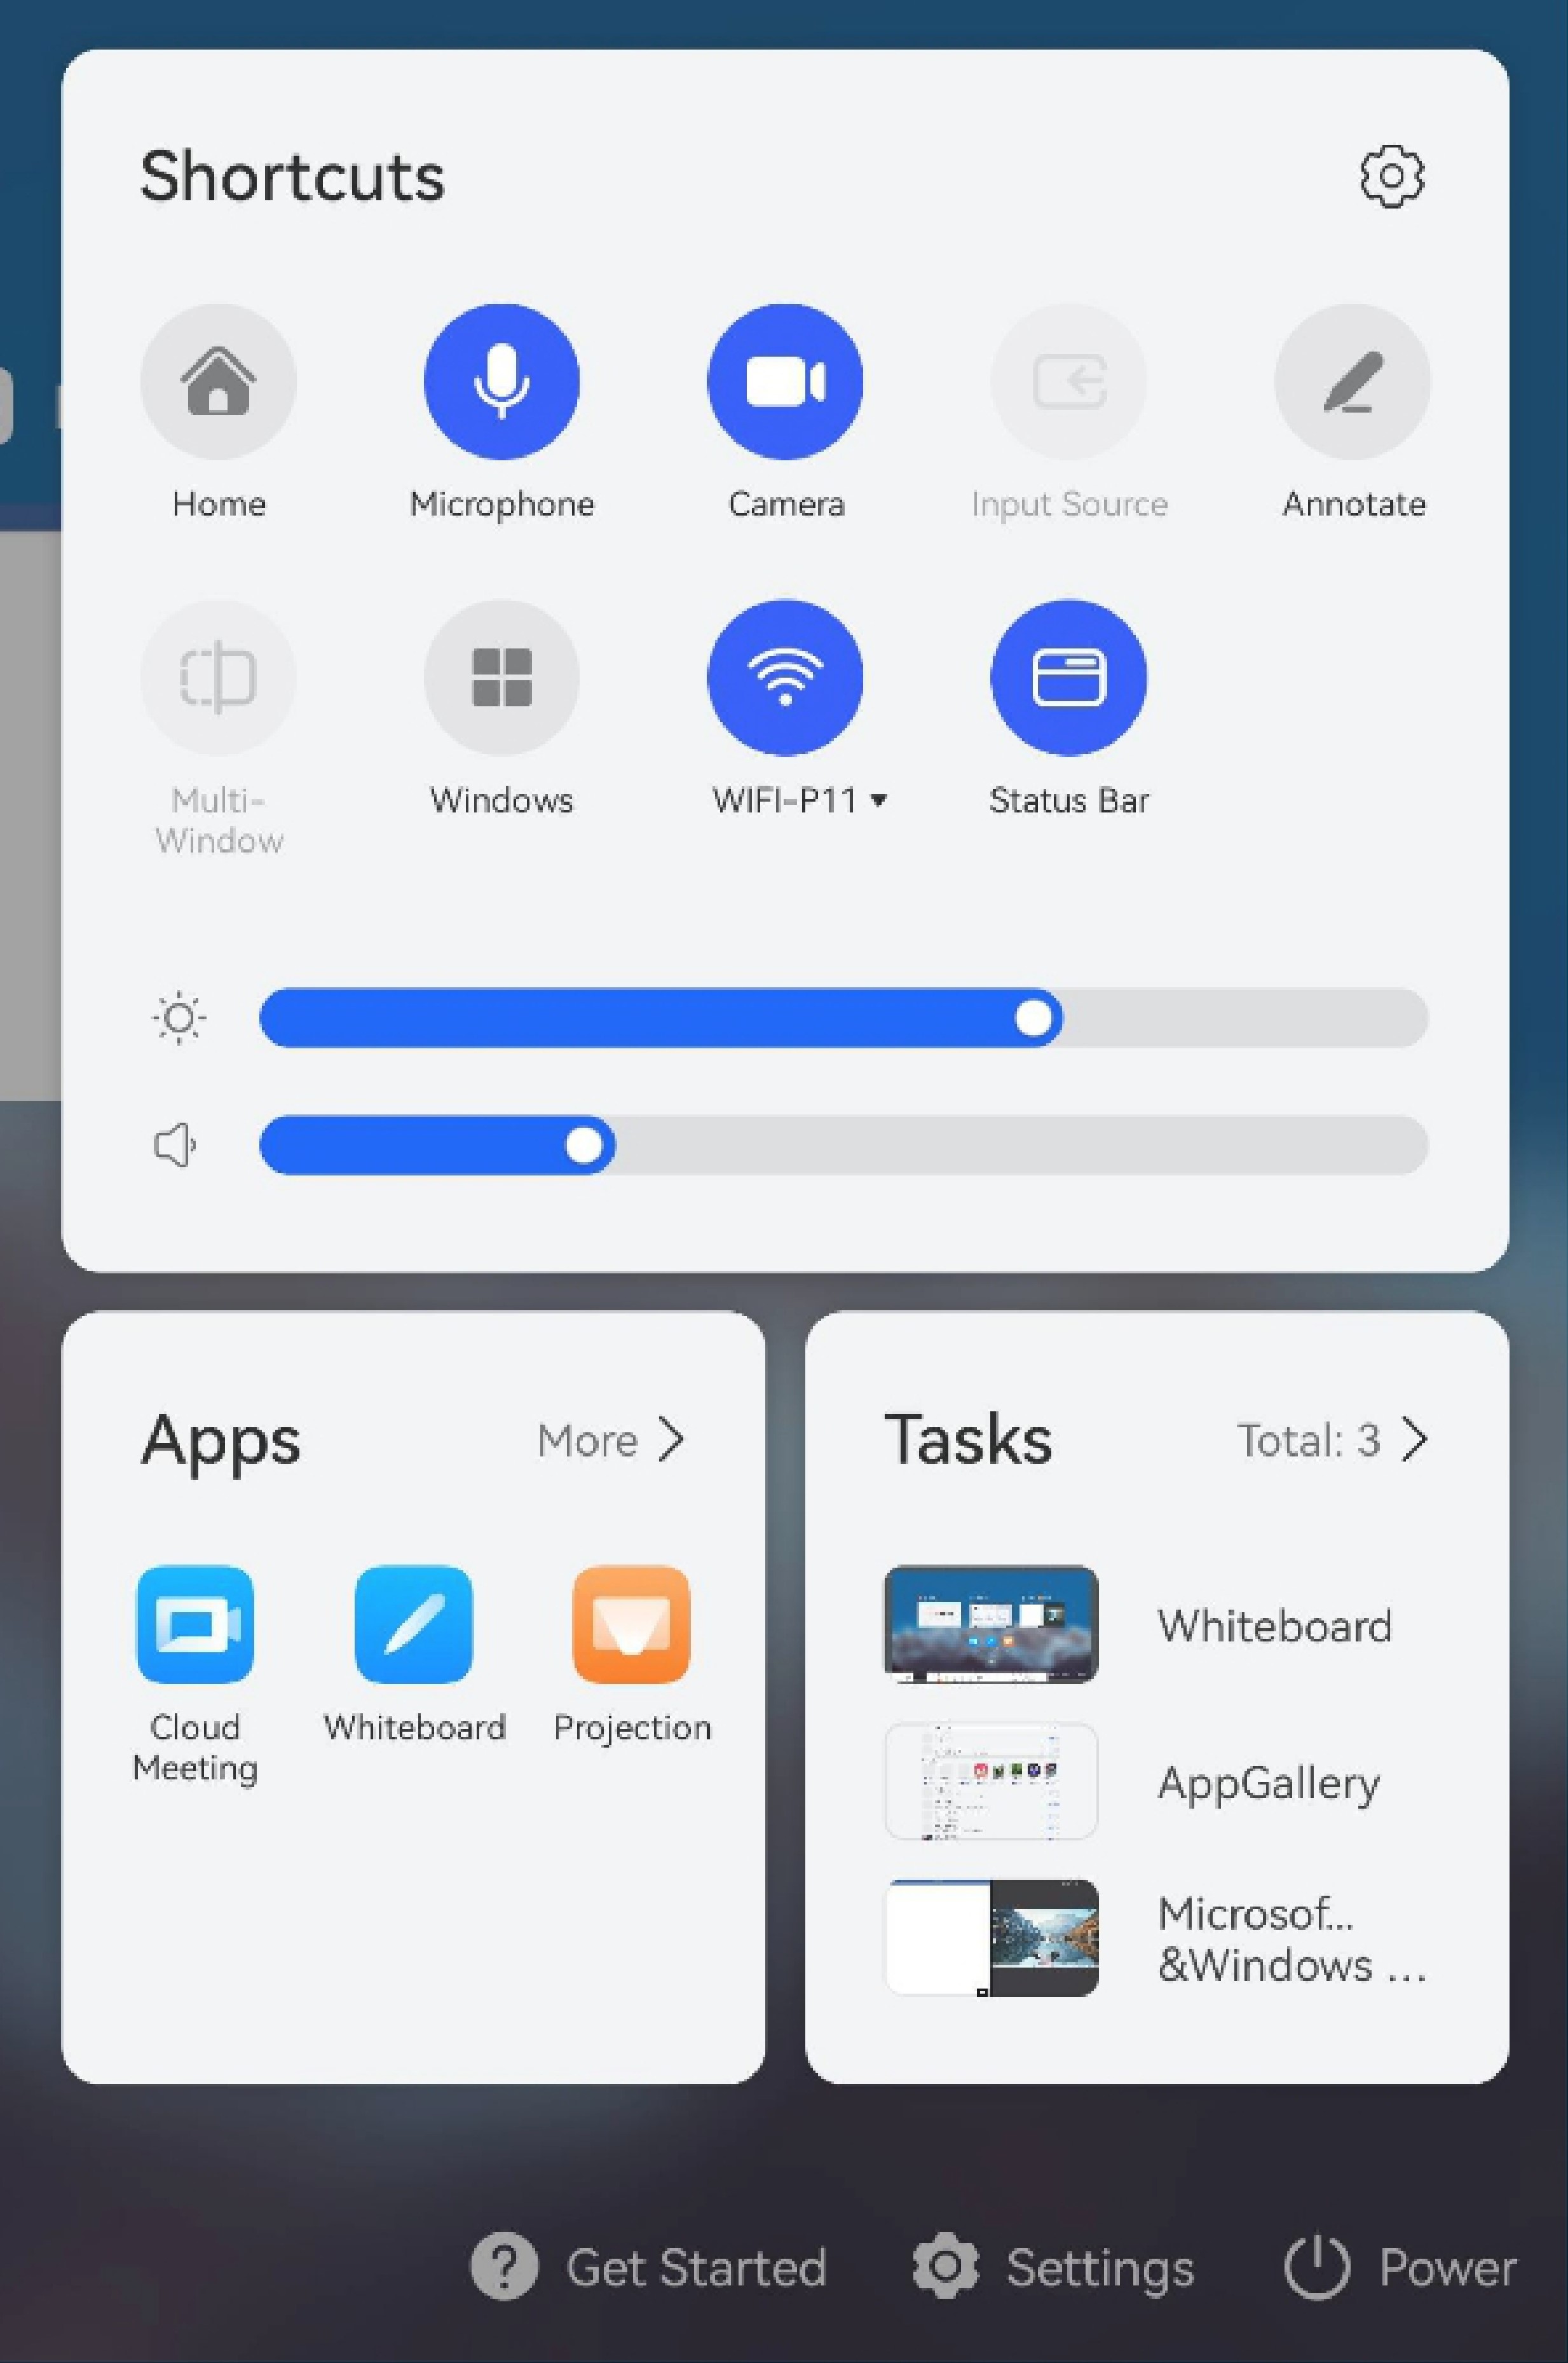 Shortcuts
Home
Microphone
Camera
Input Source
Annotate
Multi-
Window
Windows
WIFI-P11
Status Bar
Apps
More
Cloud
Meeting
Whiteboard
Projection
Tasks
Total: 3
Whiteboard
AppGallery
Microsof...
&Windows ...
Get Started
Settings
Power